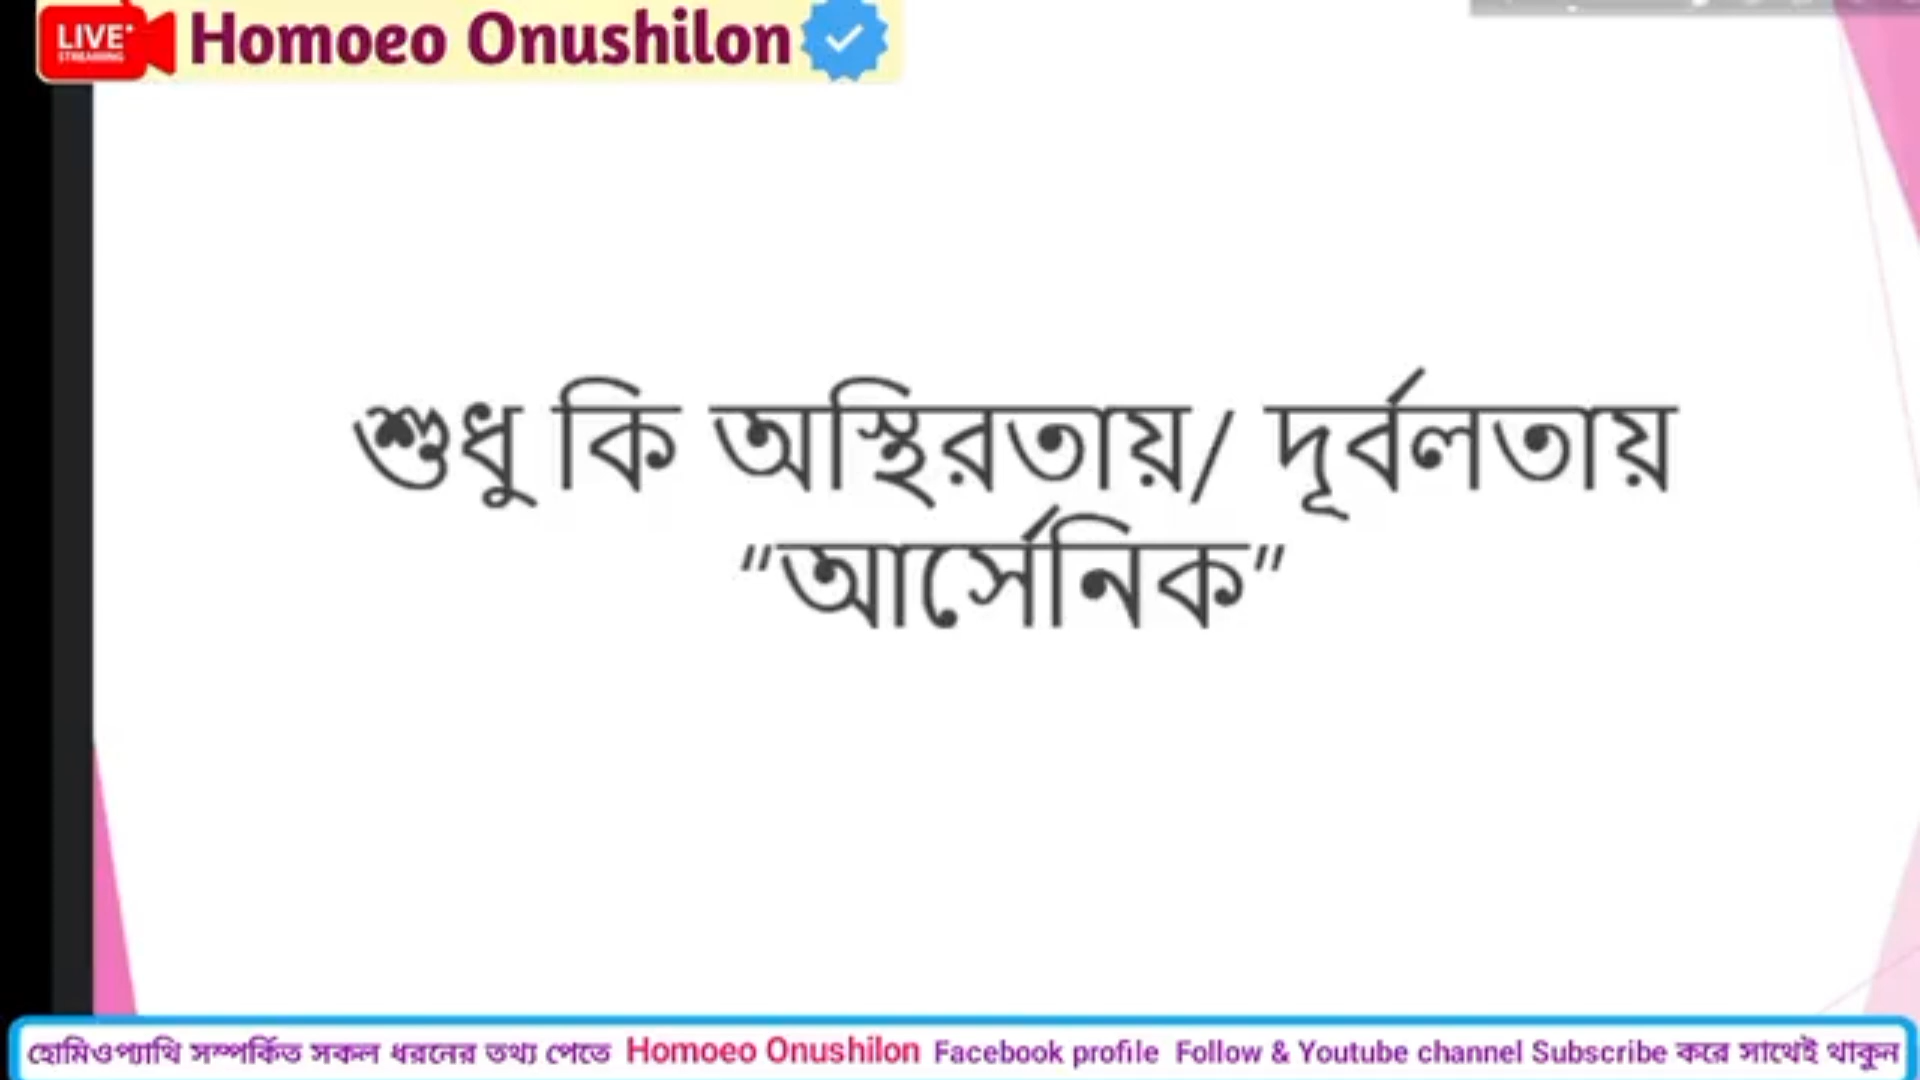 LIVE
STREAMING
Homoeo Onushilon
শুধু কি অস্থিরতায়/ দূর্বলতায়
"আর্সেনিক"
হোমিওপ্যাথি সম্পর্কিত সকল ধরনের তথ্য পেতে Homoeo Onushilon Facebook profile Follow & Youtube channel Subscribe করে সাথেই থাকুন